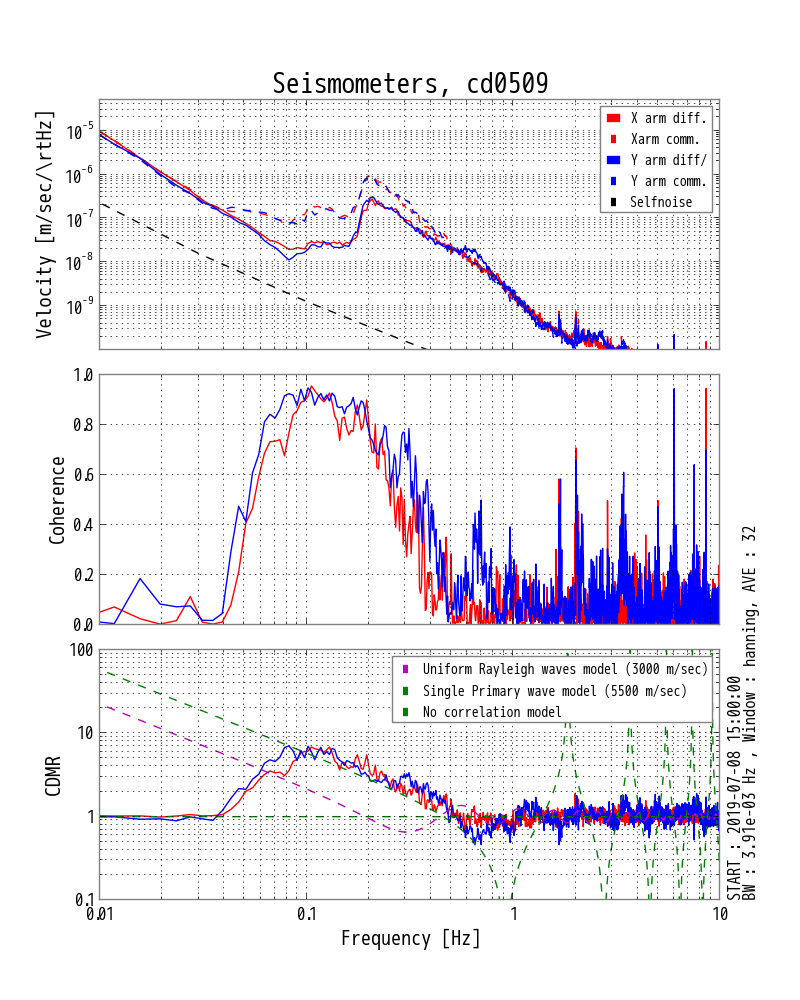 Seismometers, cd0509
Velocity [m/sec/\rtHz]
10^-5
10^-6
10^-7
10^-8
10^-9
X arm diff.
Xarm comm.
Y arm diff/
Y arm comm.
Selfnoise
Coherence
1.0
0.8
0.6
0.4
0.2
0.0
CDMR
100
10
1
0.1
Uniform Rayleigh waves model (3000 m/sec)
Single Primary wave model (5500 m/sec)
No correlation model
0.01
0.1
1
10
Frequency [Hz]
START : 2019-07-08 15:00:00
BW : 3.91e-03 Hz , Window : hanning, AVE : 32